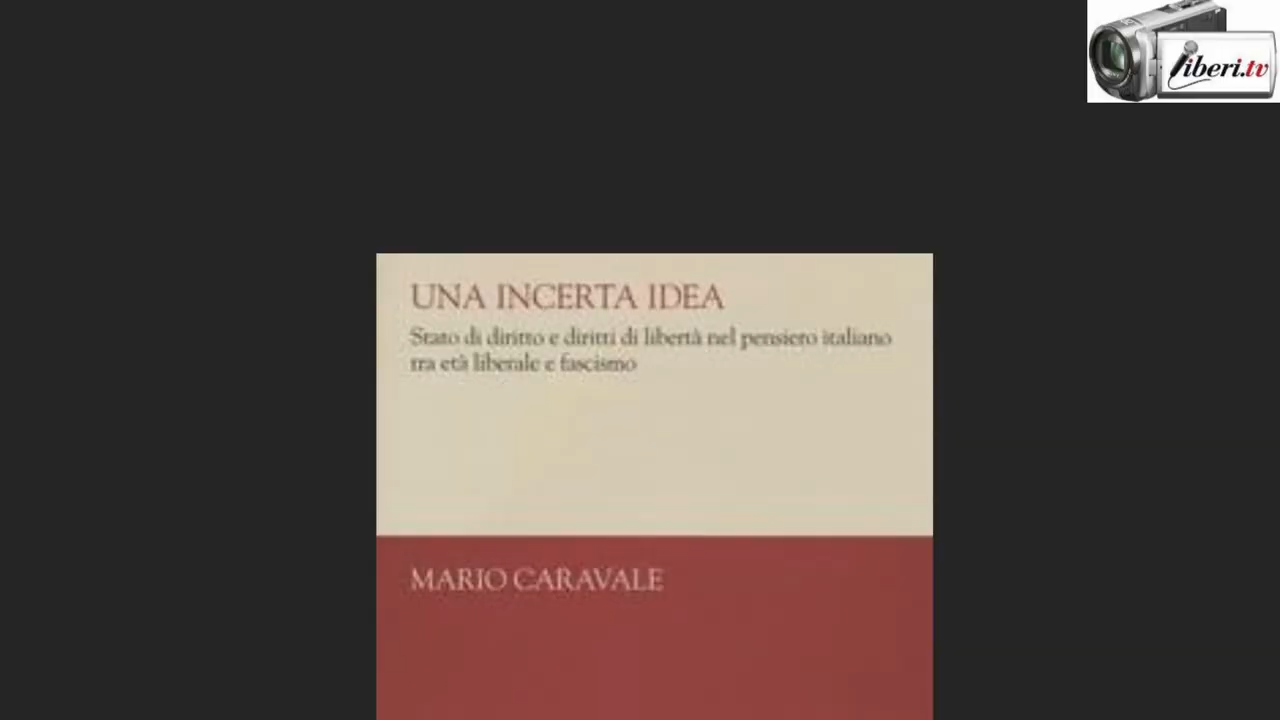 liberi.tv
UNA INCERTA IDEA
Stato di diritto e diritti di libertà nel pensiero italiano
tra età liberale e fascismo
MARIO CARAVALE